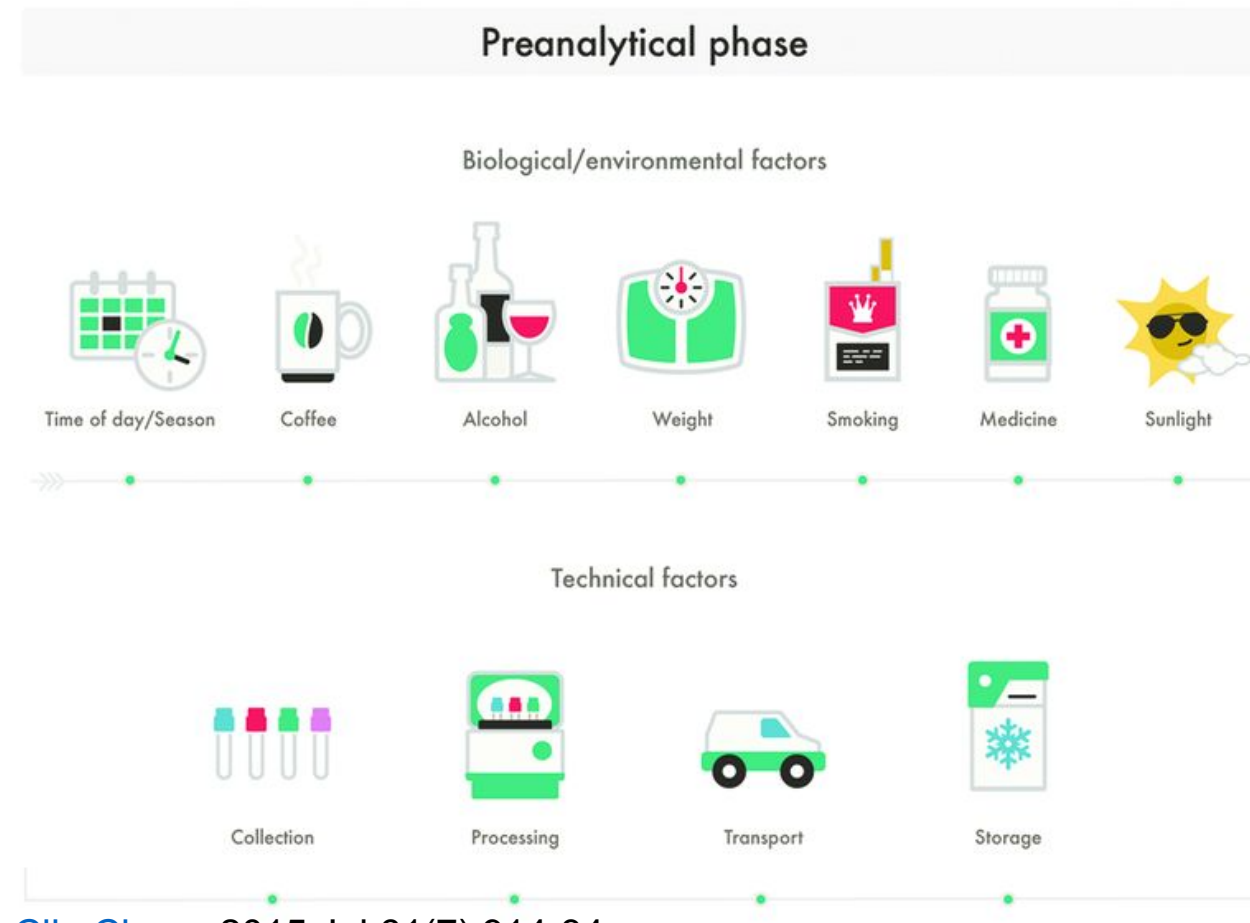 Preanalytical phase
Biological/environmental factors
Time of day/Season Coffee Alcohol Weight Smoking Medicine Sunlight
Technical factors
Collection Processing Transport Storage